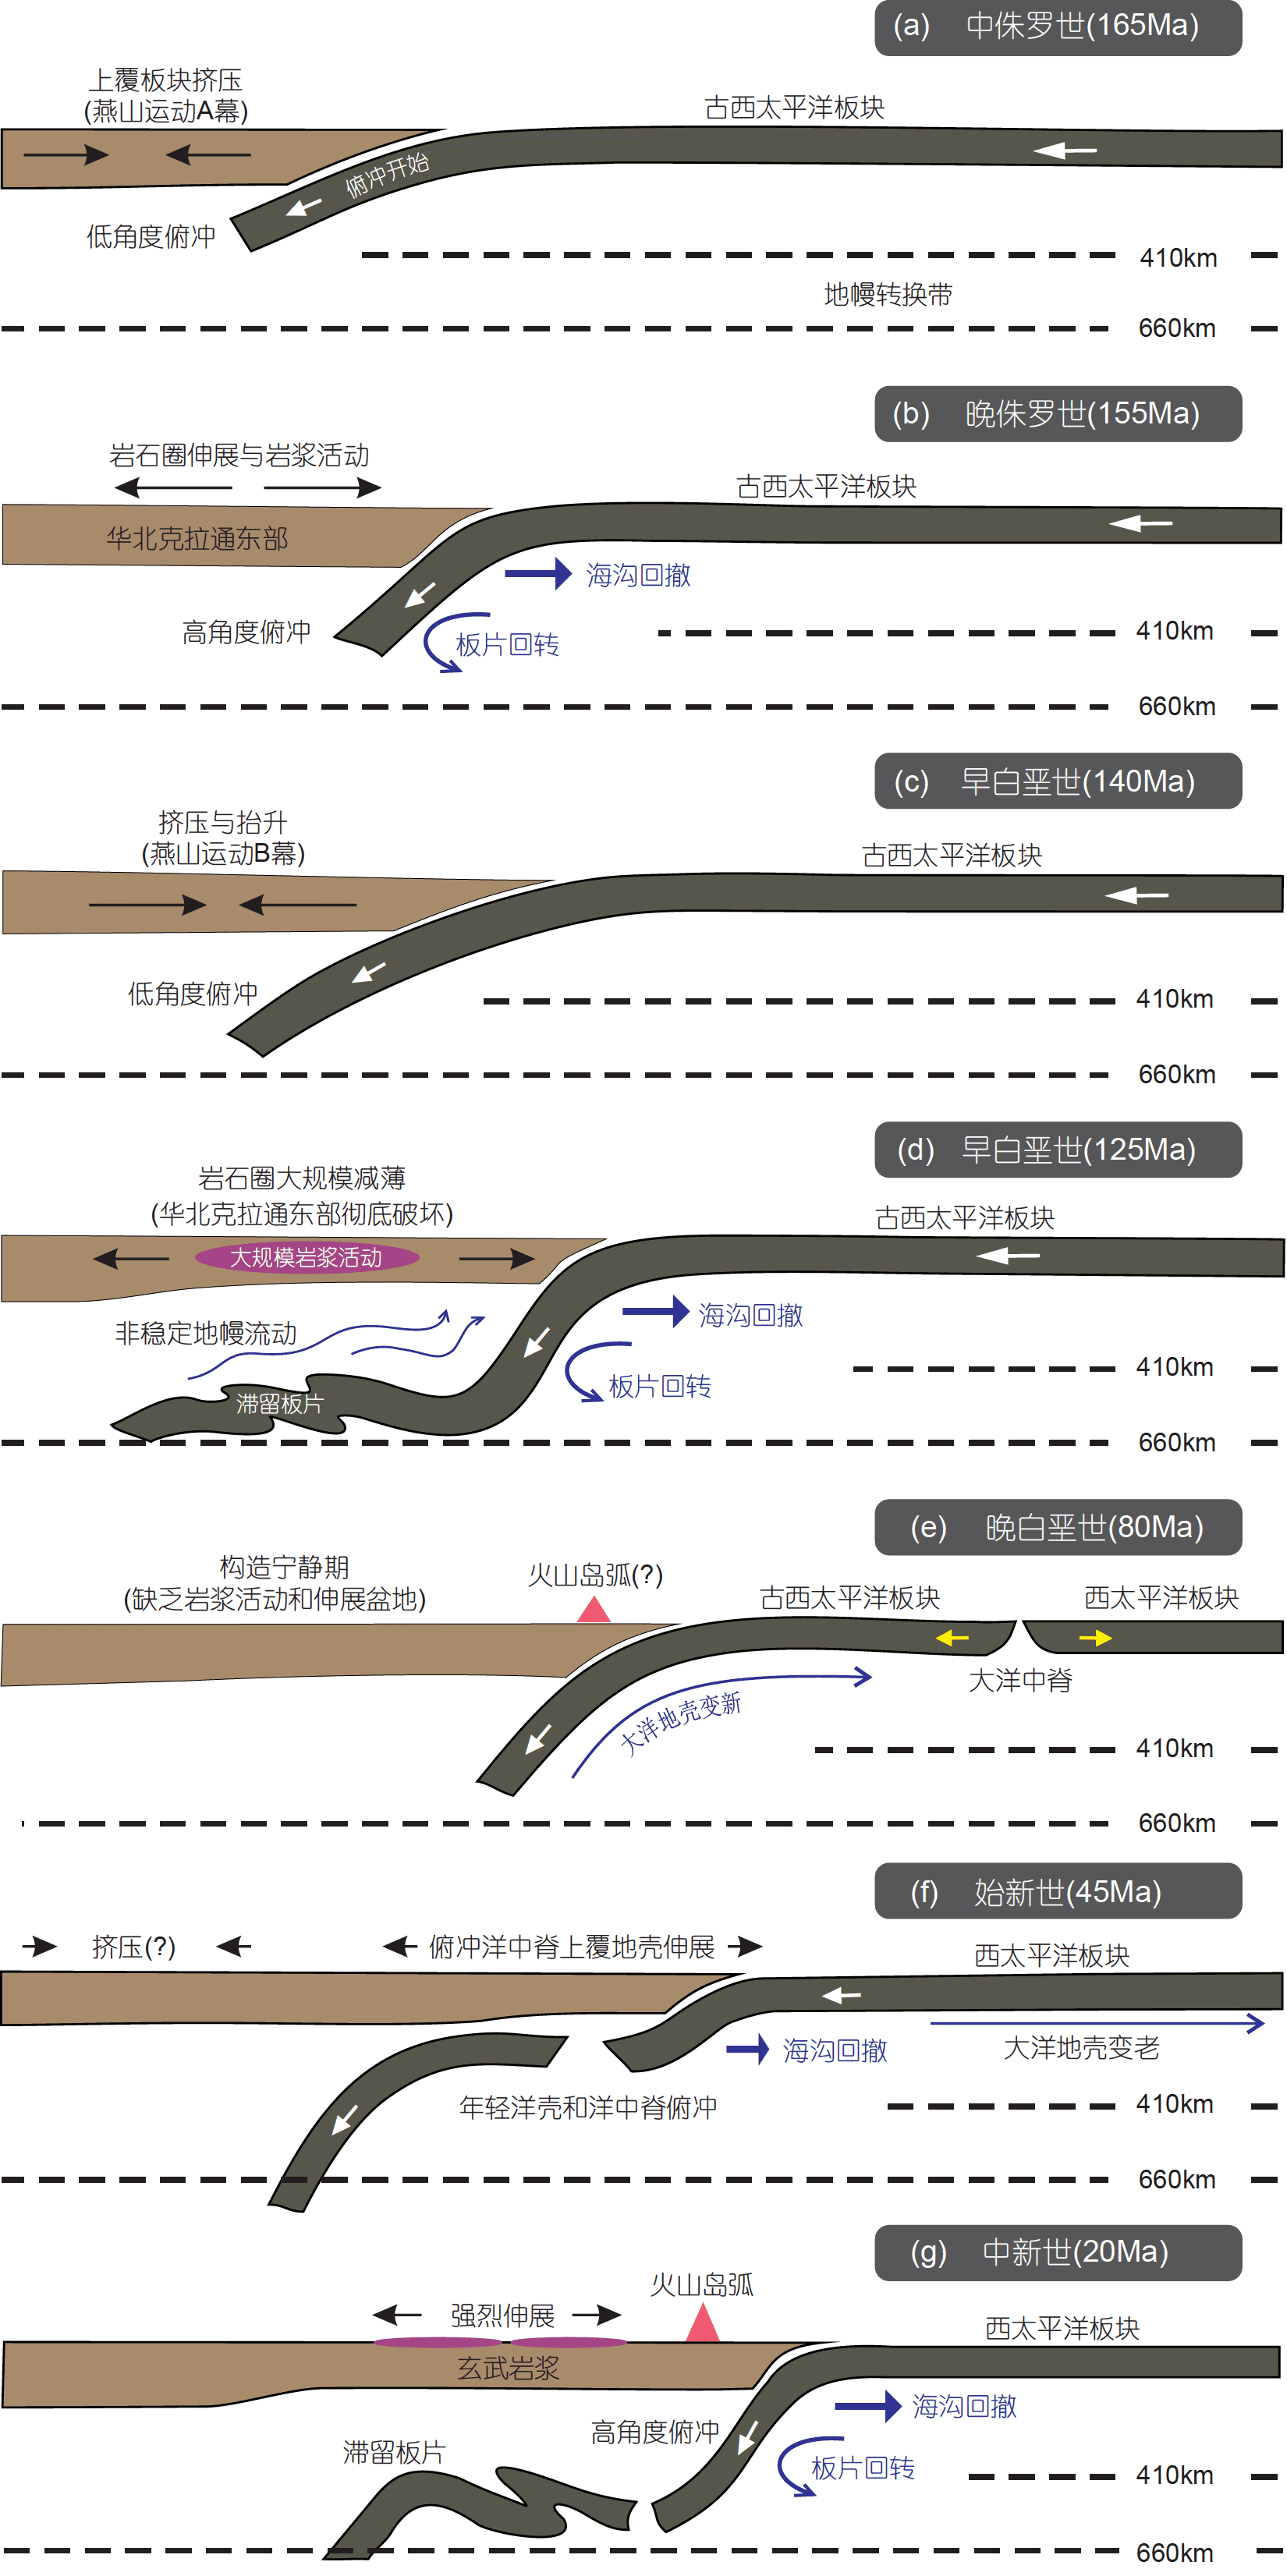 (a) 中侏罗世(165Ma)
上覆板块挤压
(燕山运动A幕)
古西太平洋板块
俯冲开始
低角度俯冲
410km
地幔转换带
660km
(b) 晚侏罗世(155Ma)
岩石圈伸展与岩浆活动
古西太平洋板块
华北克拉通东部
海沟回撤
高角度俯冲
板片回转
410km
660km
(c) 早白垩世(140Ma)
挤压与抬升
(燕山运动B幕)
古西太平洋板块
低角度俯冲
410km
660km
(d) 早白垩世(125Ma)
岩石圈大规模减薄
(华北克拉通东部彻底破坏)
古西太平洋板块
大规模岩浆活动
海沟回撤
非稳定地幔流动
410km
板片回转
滞留板片
660km
(e) 晚白垩世(80Ma)
构造宁静期
(缺乏岩浆活动和伸展盆地)
火山岛弧(?)
古西太平洋板块
西太平洋板块
大洋中脊
大洋地壳变新
410km
660km
(f) 始新世(45Ma)
挤压(?)
俯冲洋中脊上覆地壳伸展
西太平洋板块
海沟回撤
大洋地壳变老
年轻洋壳和洋中脊俯冲
410km
660km
(g) 中新世(20Ma)
火山岛弧
强烈伸展
西太平洋板块
玄武岩浆
海沟回撤
高角度俯冲
滞留板片
板片回转
410km
660km